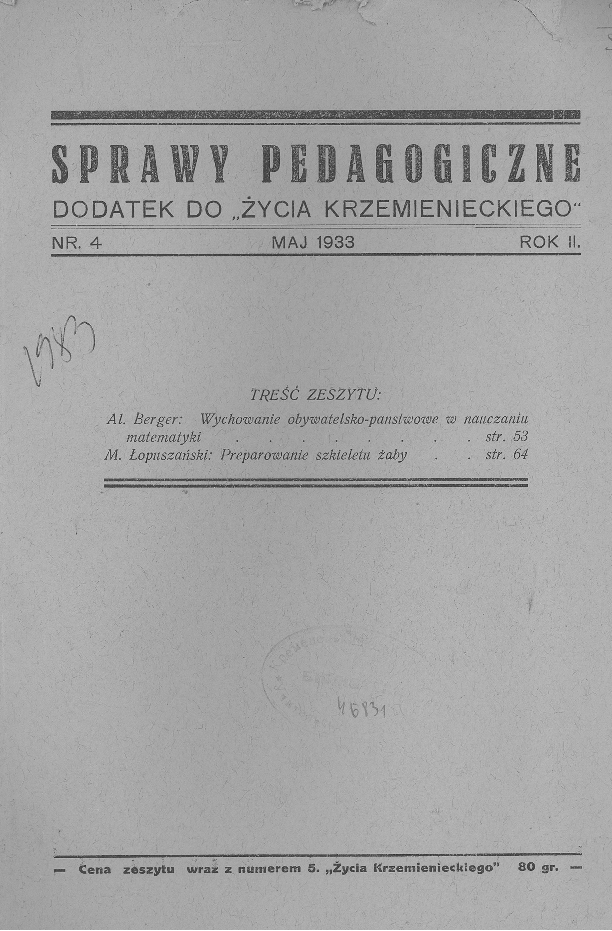 SPRAWY PEDAGOGICZNE
DODATEK DO „ŻYCIA KRZEMIENIECKIEGO"
NR. 4 MAJ 1933 ROK II.
1983
TREŚĆ ZESZYTU:
Al. Berger: Wychowanie obywatelsko-państwowe w nauczaniu
matematyki . . . . . . . . str. 53
M. Łopuszański: Preparowanie szkieletu żaby . . str. 64
46831
— Cena zeszytu wraz z numerem 5. „Życia Krzemienieckiego" 80 gr. —